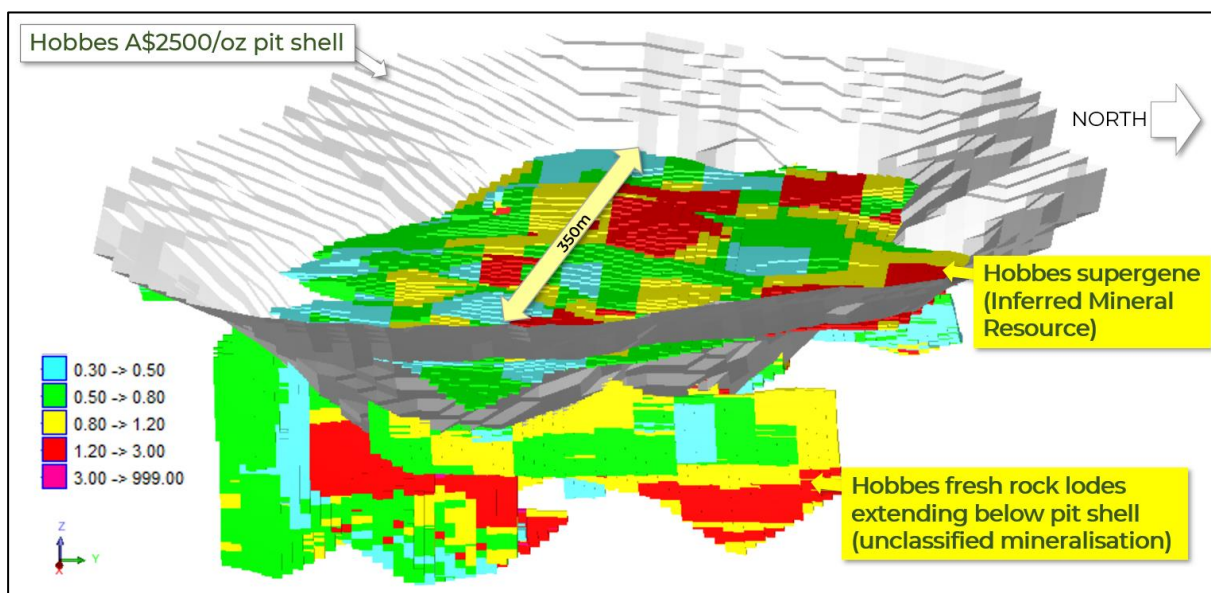 Hobbes A$2500/oz pit shell
NORTH
350m
Hobbes supergene
(Inferred Mineral
Resource)
0.30 -> 0.50
0.50 -> 0.80
0.80 -> 1.20
1.20 -> 3.00
3.00 -> 999.00
Hobbes fresh rock lodes
extending below pit shell
(unclassified mineralisation)
Z
Y
X